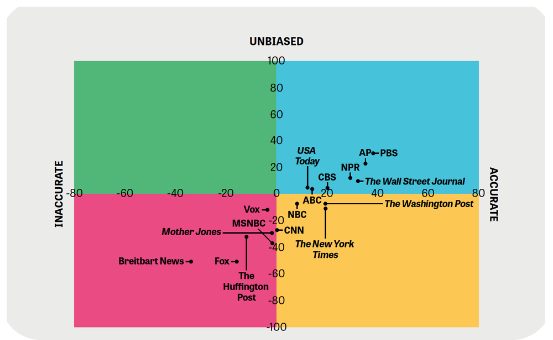 UNBIASED
100
80
60
40
USA
Today
AP
PBS
20
NPR
CBS
The Wall Street Journal
INACCURATE
-80
-60
-40
-20
0
20
40
60
80
ACCURATE
ABC
The Washington Post
Vox
NBC
-20
MSNBC
Mother Jones
CNN
The New York
Times
-40
Breitbart News
Fox
The
Huffington
Post
-60
-80
-100